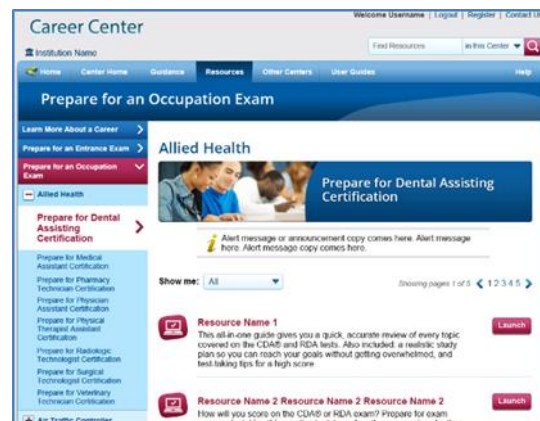 Welcome Username | Logout | Register | Contact Us
Career Center
Institution Name
Find Resources
in this Center
Home
Center Home
Guidance
Resources
Other Centers
User Guides
Help
Prepare for an Occupation Exam
Learn More About a Career
Prepare for an Entrance Exam
Prepare for an Occupation
Exam
Allied Health
Prepare for Dental
Assisting
Certification
Prepare for Medical
Assistant Certification
Prepare for Pharmacy
Technician Certification
Prepare for Physician
Assistant Certification
Prepare for Physical
Therapist Assistant
Certification
Prepare for Radiologic
Technologist Certification
Prepare for Surgical
Technologist Certification
Prepare for Veterinary
Technician Certification
Air Traffic Controller
Allied Health
Prepare for Dental Assisting
Certification
Alert message or announcement copy comes here. Alert message
here. Alert message copy comes here.
Show me:
All
Showing pages 1 of 5
1 2 3 4 5
Resource Name 1
Launch
This all-in-one guide gives you a quick, accurate review of every topic
covered on the CDA® and RDA tests. Also included: a realistic study
plan so you can reach your goals without getting overwhelmed, and
test-taking tips for a high score
Resource Name 2 Resource Name 2 Resource Name 2
Launch
How will you score on the CDA® or RDA exam? Prepare for exam